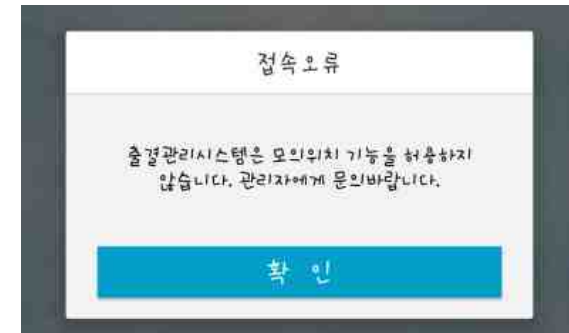 접속오류
출결관리시스템은 모의위치 기능을 허용하지
않습니다. 관리자에게 문의바랍니다.
확 인